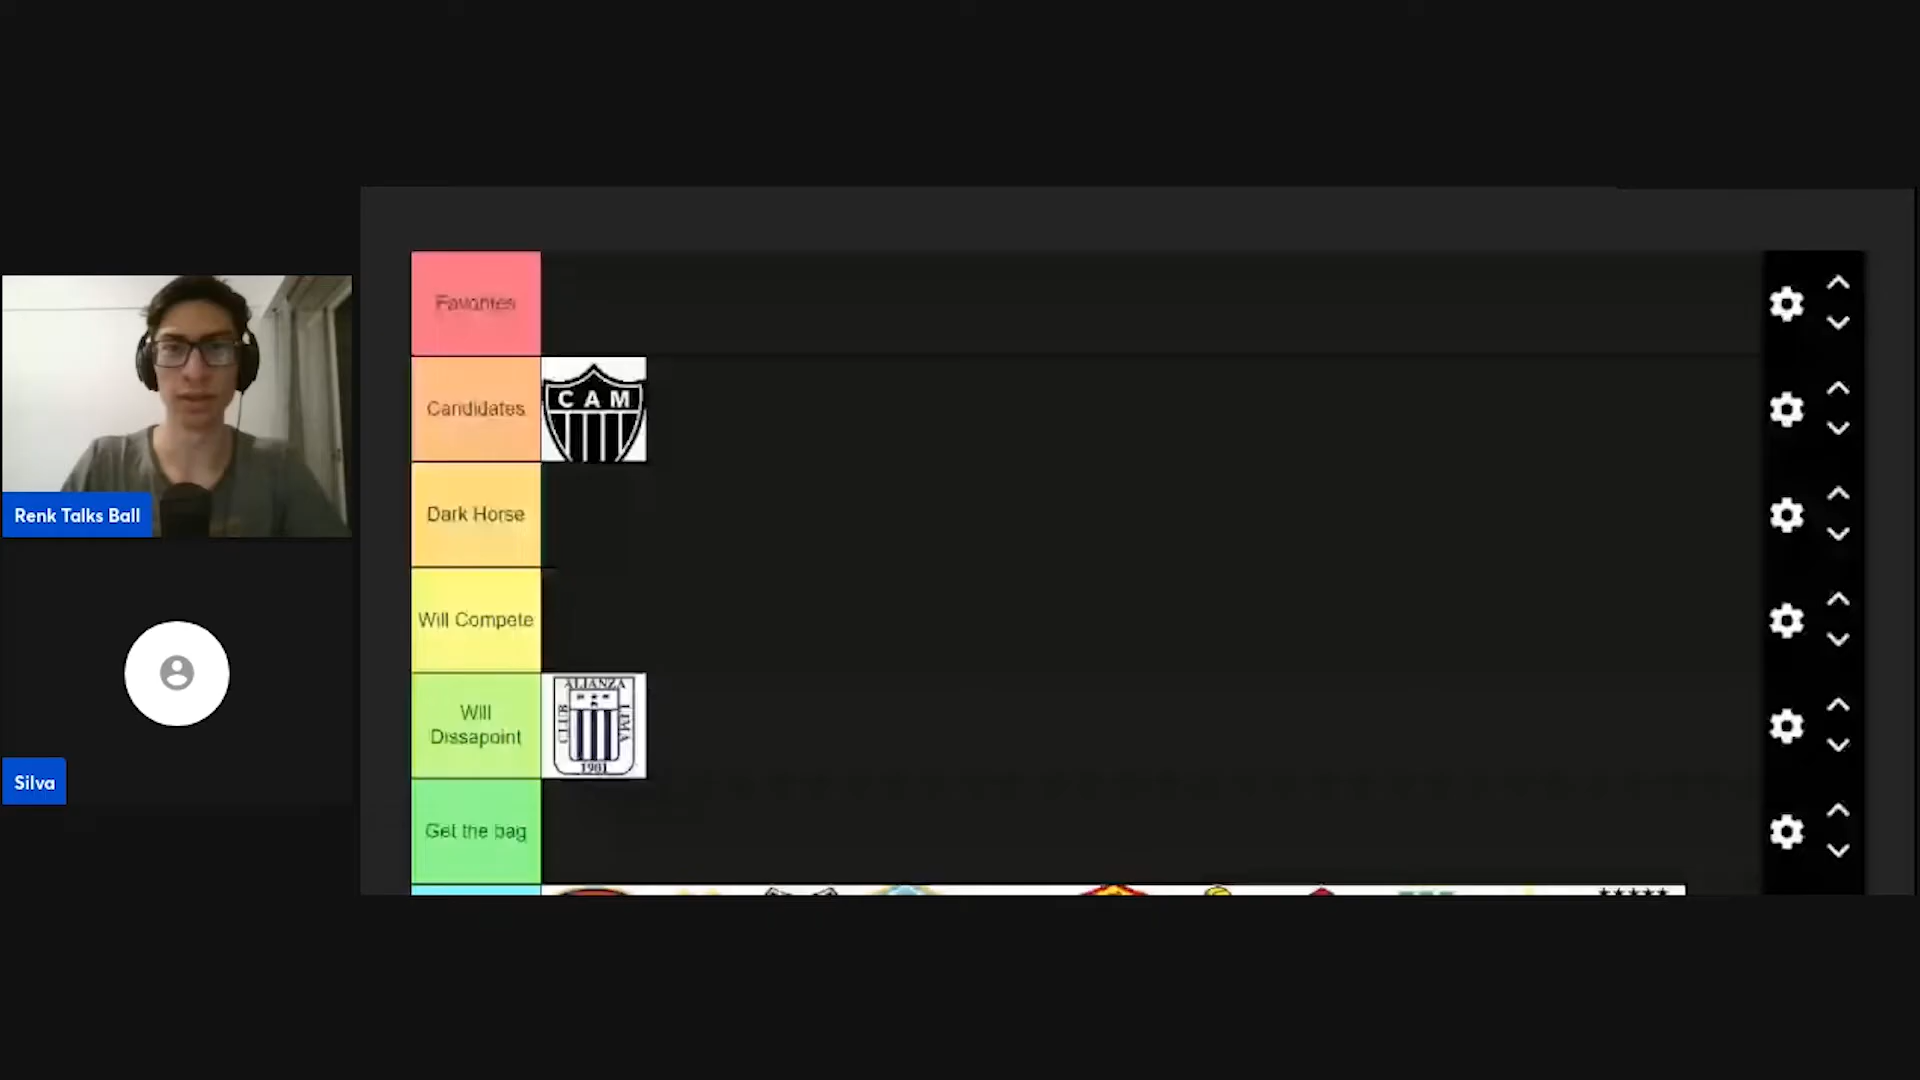 Renk Talks Ball
Silva
Favorites
Candidates
CAM
Dark Horse
Will Compete
Will
Dissapoint
ALIANZA
CLUB
LIMA
1901
Get the bag